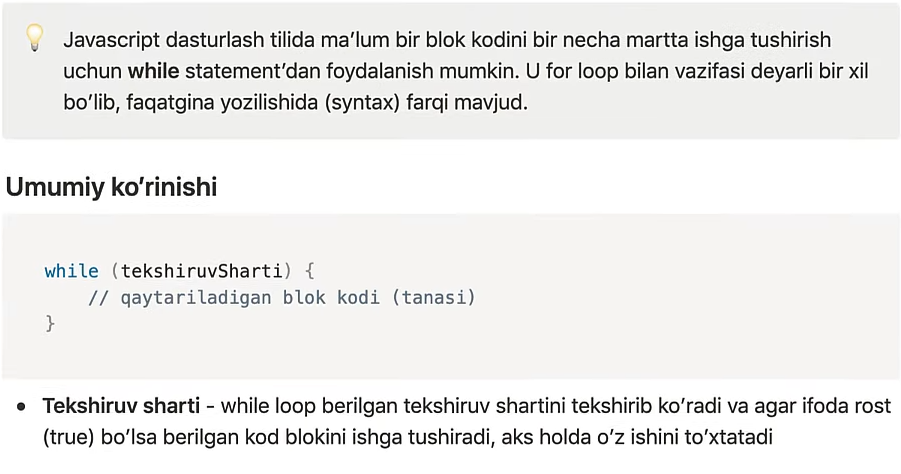 Javascript dasturlash tilida ma’lum bir blok kodini bir necha martta ishga tushirish
uchun while statement’dan foydalanish mumkin. U for loop bilan vazifasi deyarli bir xil
bo’lib, faqatgina yozilishida (syntax) farqi mavjud.
Umumiy ko’rinishi
while (tekshiruvSharti) {
// qaytariladigan blok kodi (tanasi)
}
• Tekshiruv sharti - while loop berilgan tekshiruv shartini tekshirib ko’radi va agar ifoda rost
(true) bo’lsa berilgan kod blokini ishga tushiradi, aks holda o’z ishini to’xtatadi